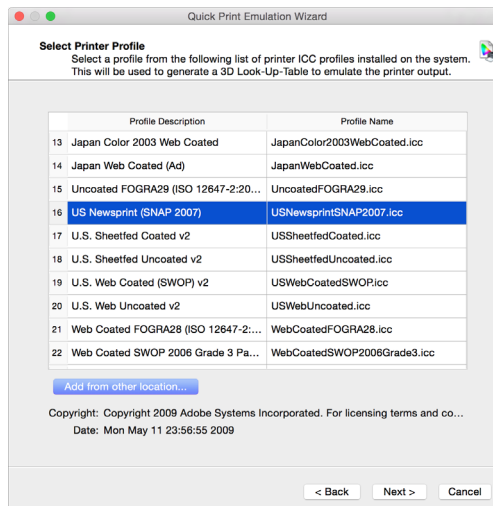 Quick Print Emulation Wizard
Select Printer Profile
Select a profile from the following list of printer ICC profiles installed on the system.
This will be used to generate a 3D Look-Up-Table to emulate the printer output.
Profile Description Profile Name
13 Japan Color 2003 Web Coated JapanColor2003WebCoated.icc
14 Japan Web Coated (Ad) JapanWebCoated.icc
15 Uncoated FOGRA29 (ISO 12647-2:20... UncoatedFOGRA29.icc
16 US Newsprint (SNAP 2007) USNewsprintSNAP2007.icc
17 U.S. Sheetfed Coated v2 USSheetfedCoated.icc
18 U.S. Sheetfed Uncoated v2 USSheetfedUncoated.icc
19 U.S. Web Coated (SWOP) v2 USWebCoatedSWOP.icc
20 U.S. Web Uncoated v2 USWebUncoated.icc
21 Web Coated FOGRA28 (ISO 12647-2:... WebCoatedFOGRA28.icc
22 Web Coated SWOP 2006 Grade 3 Pa... WebCoatedSWOP2006Grade3.icc
Add from other location...
Copyright: Copyright 2009 Adobe Systems Incorporated. For licensing terms and co...
Date: Mon May 11 23:56:55 2009
< Back Next > Cancel